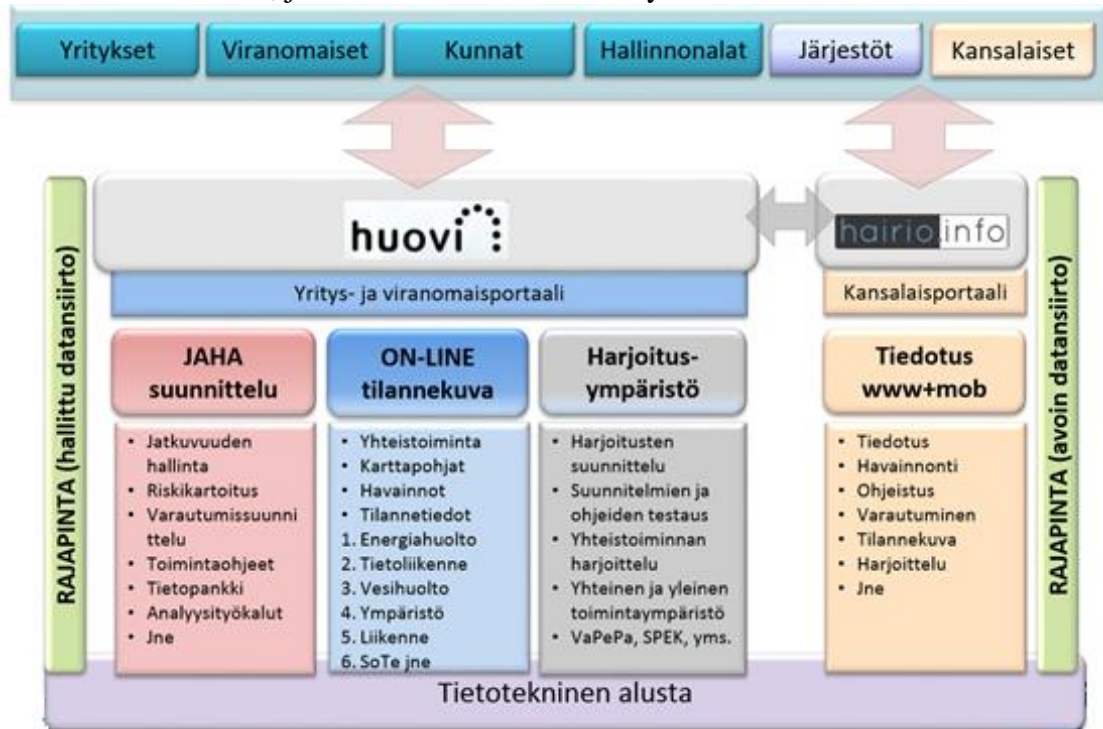 Yritykset
Viranomaiset
Kunnat
Hallinnonalat
Järjestöt
Kansalaiset
RAJAPINTA (hallittu datansiirto)
huovi
Yritys- ja viranomaisportaali
JAHA
suunnittelu
• Jatkuvuuden
hallinta
• Riskikartoitus
• Varautumissuunni
ttelu
• Toimintaohjeet
• Tietopankki
• Analyysityökalut
• Jne
ON-LINE
tilannekuva
• Yhteistoiminta
• Karttapohjat
• Havainnot
• Tilannetiedot
1. Energiahuolto
2. Tietoliikenne
3. Vesihuolto
4. Ympäristö
5. Liikenne
6. SoTe jne
Harjoitus-
ympäristö
• Harjoitusten
suunnittelu
• Suunnitelmien ja
ohjeiden testaus
• Yhteistoiminnan
harjoittelu
• Yhteinen ja yleinen
toimintaympäristö
• VaPePa, SPEK, yms.
hairio.info
Kansalaisportaali
Tiedotus
www+mob
• Tiedotus
• Havainnonti
• Ohjeistus
• Varautuminen
• Tilannekuva
• Harjoittelu
• Jne
RAJAPINTA (avoin datansiirto)
Tietotekninen alusta